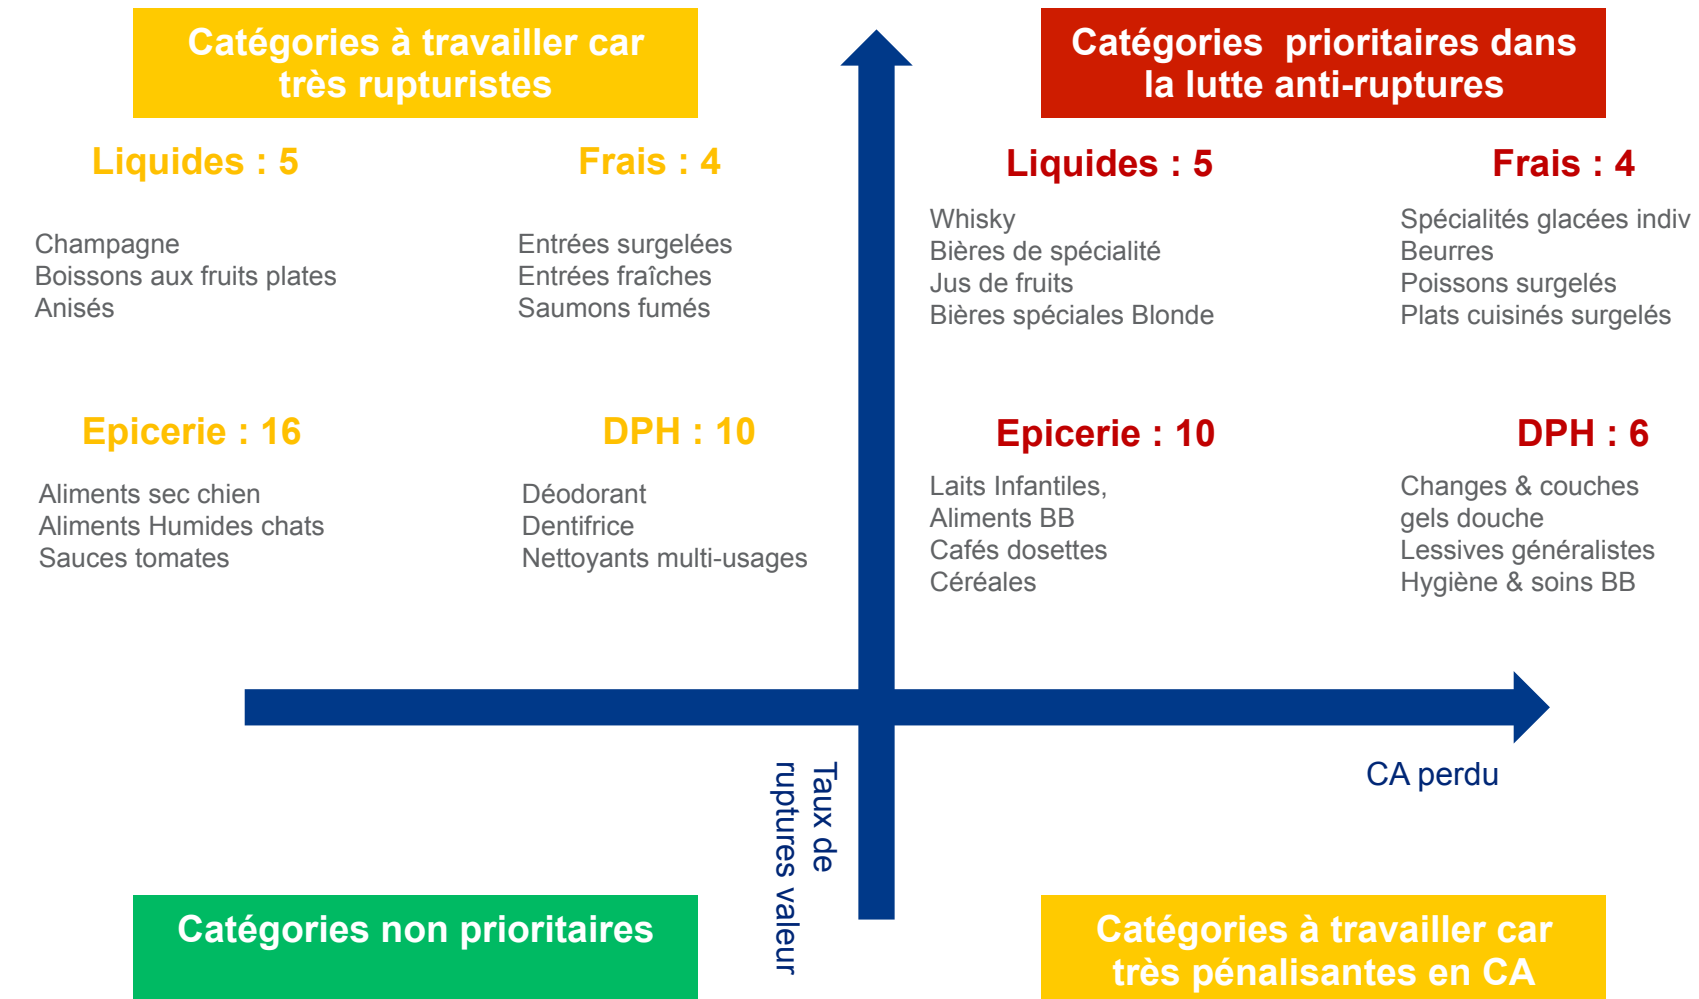 Catégories à travailler car
très rupturistes
Liquides : 5
Champagne
Boissons aux fruits plates
Anisés
Frais : 4
Entrées surgelées
Entrées fraîches
Saumons fumés
Epicerie : 16
Aliments sec chien
Aliments Humides chats
Sauces tomates
DPH : 10
Déodorant
Dentifrice
Nettoyants multi-usages
Catégories prioritaires dans
la lutte anti-ruptures
Liquides : 5
Whisky
Bières de spécialité
Jus de fruits
Bières spéciales Blonde
Frais : 4
Spécialités glacées indiv
Beurres
Poissons surgelés
Plats cuisinés surgelés
Epicerie : 10
Laits Infantiles,
Aliments BB
Cafés dosettes
Céréales
DPH : 6
Changes & couches
gels douche
Lessives généralistes
Hygiène & soins BB
Taux de
ruptures valeur
CA perdu
Catégories non prioritaires
Catégories à travailler car
très pénalisantes en CA